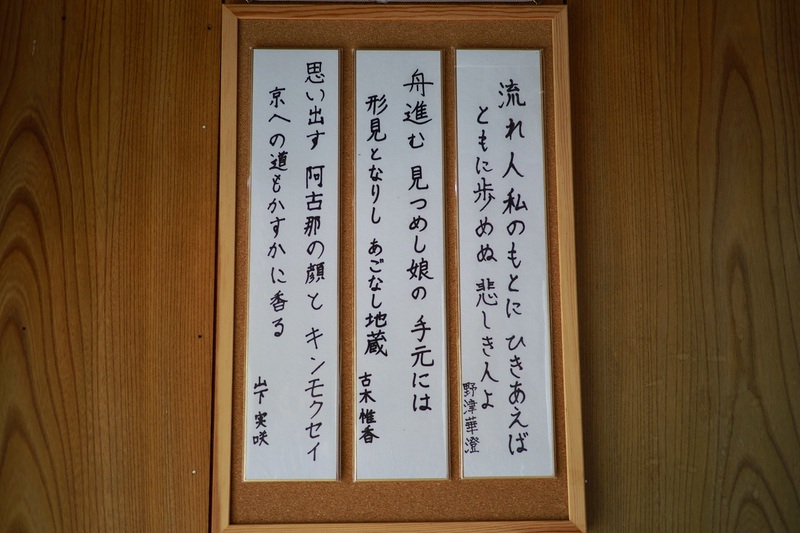 流れ人 私のもとに ひきあえば
ともに歩めぬ 悲しき人よ
野津華澄
舟進む 見つめし娘の 手元には
形見となりし あごなし地蔵
古木惟香
思い出す 阿古那の顔と キンモクセイ
京への道もかすかに香る
山下実咲